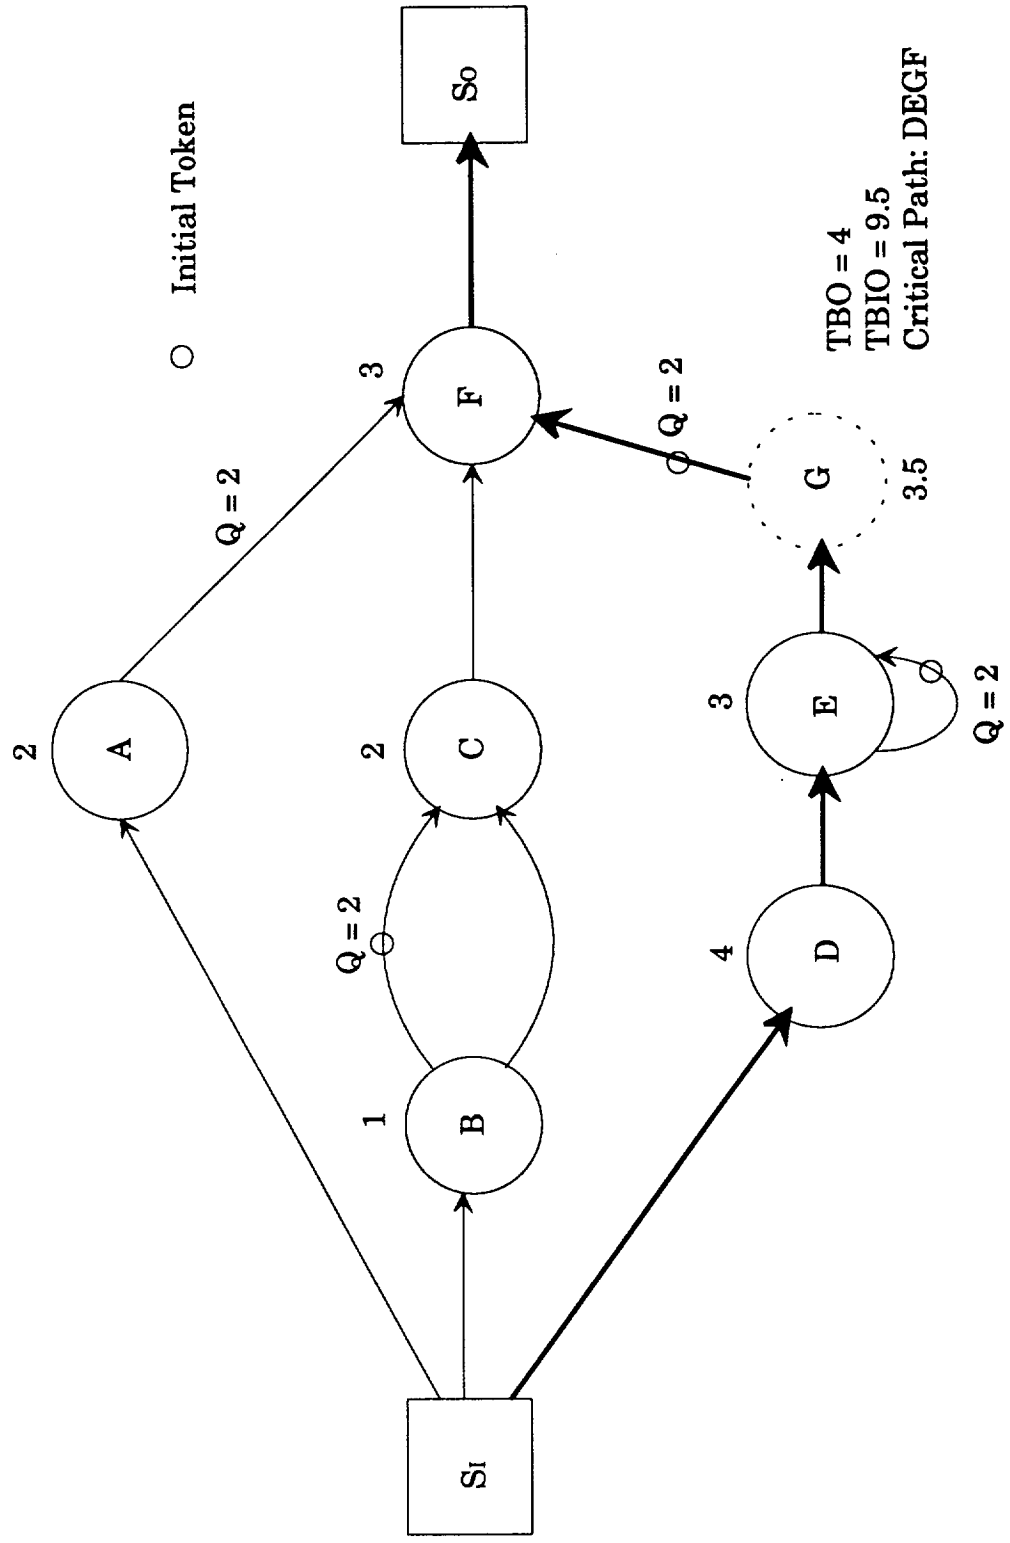 Initial Token
2
A
Q = 2
SI
1
B
Q = 2
2
C
3
F
SO
4
D
3
E
Q = 2
G
3.5
Q = 2
TBO = 4
TBIO = 9.5
Critical Path: DEGF